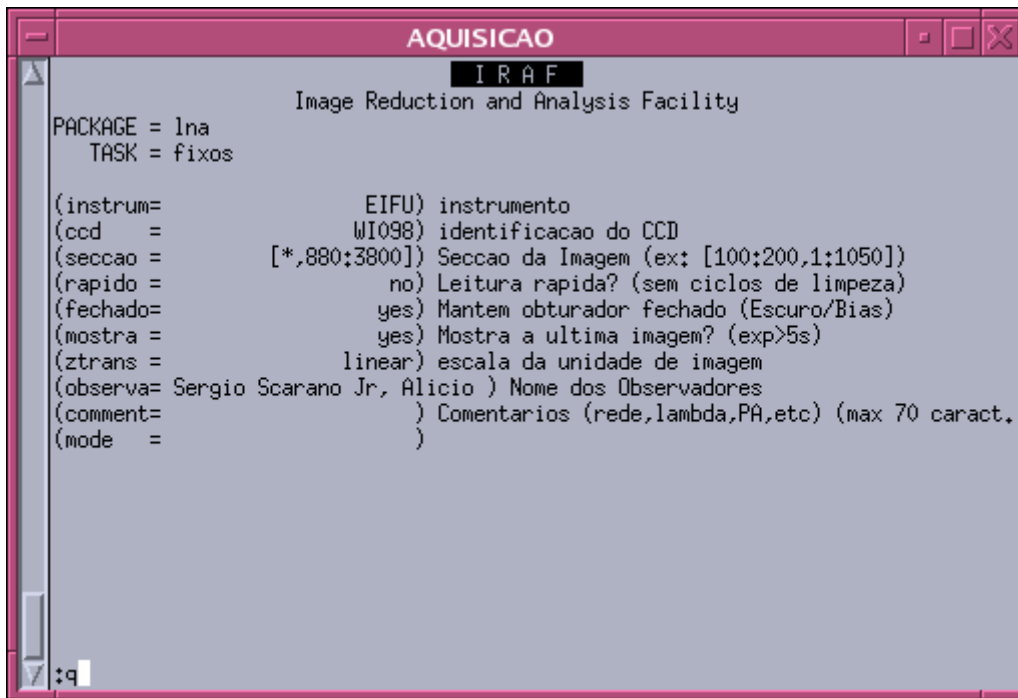 AQUISICAO
I R A F
Image Reduction and Analysis Facility
PACKAGE = lna
TASK = fixos
(instrum= EIFU) instrumento
(ccd = WI098) identificacao do CCD
(seccao = [*,880:3800]) Seccao da Imagem (ex: [100:200,1:1050])
(rapido = no) Leitura rapida? (sem ciclos de limpeza)
(fechado= yes) Mantem obturador fechado (Escuro/Bias)
(mostra = yes) Mostra a ultima imagem? (exp>5s)
(ztrans = linear) escala da unidade de imagem
(observa= Sergio Scarano Jr, Alicio ) Nome dos Observadores
(comment= ) Comentarios (rede,lambda,PA,etc) (max 70 caract.
(mode = )
:q